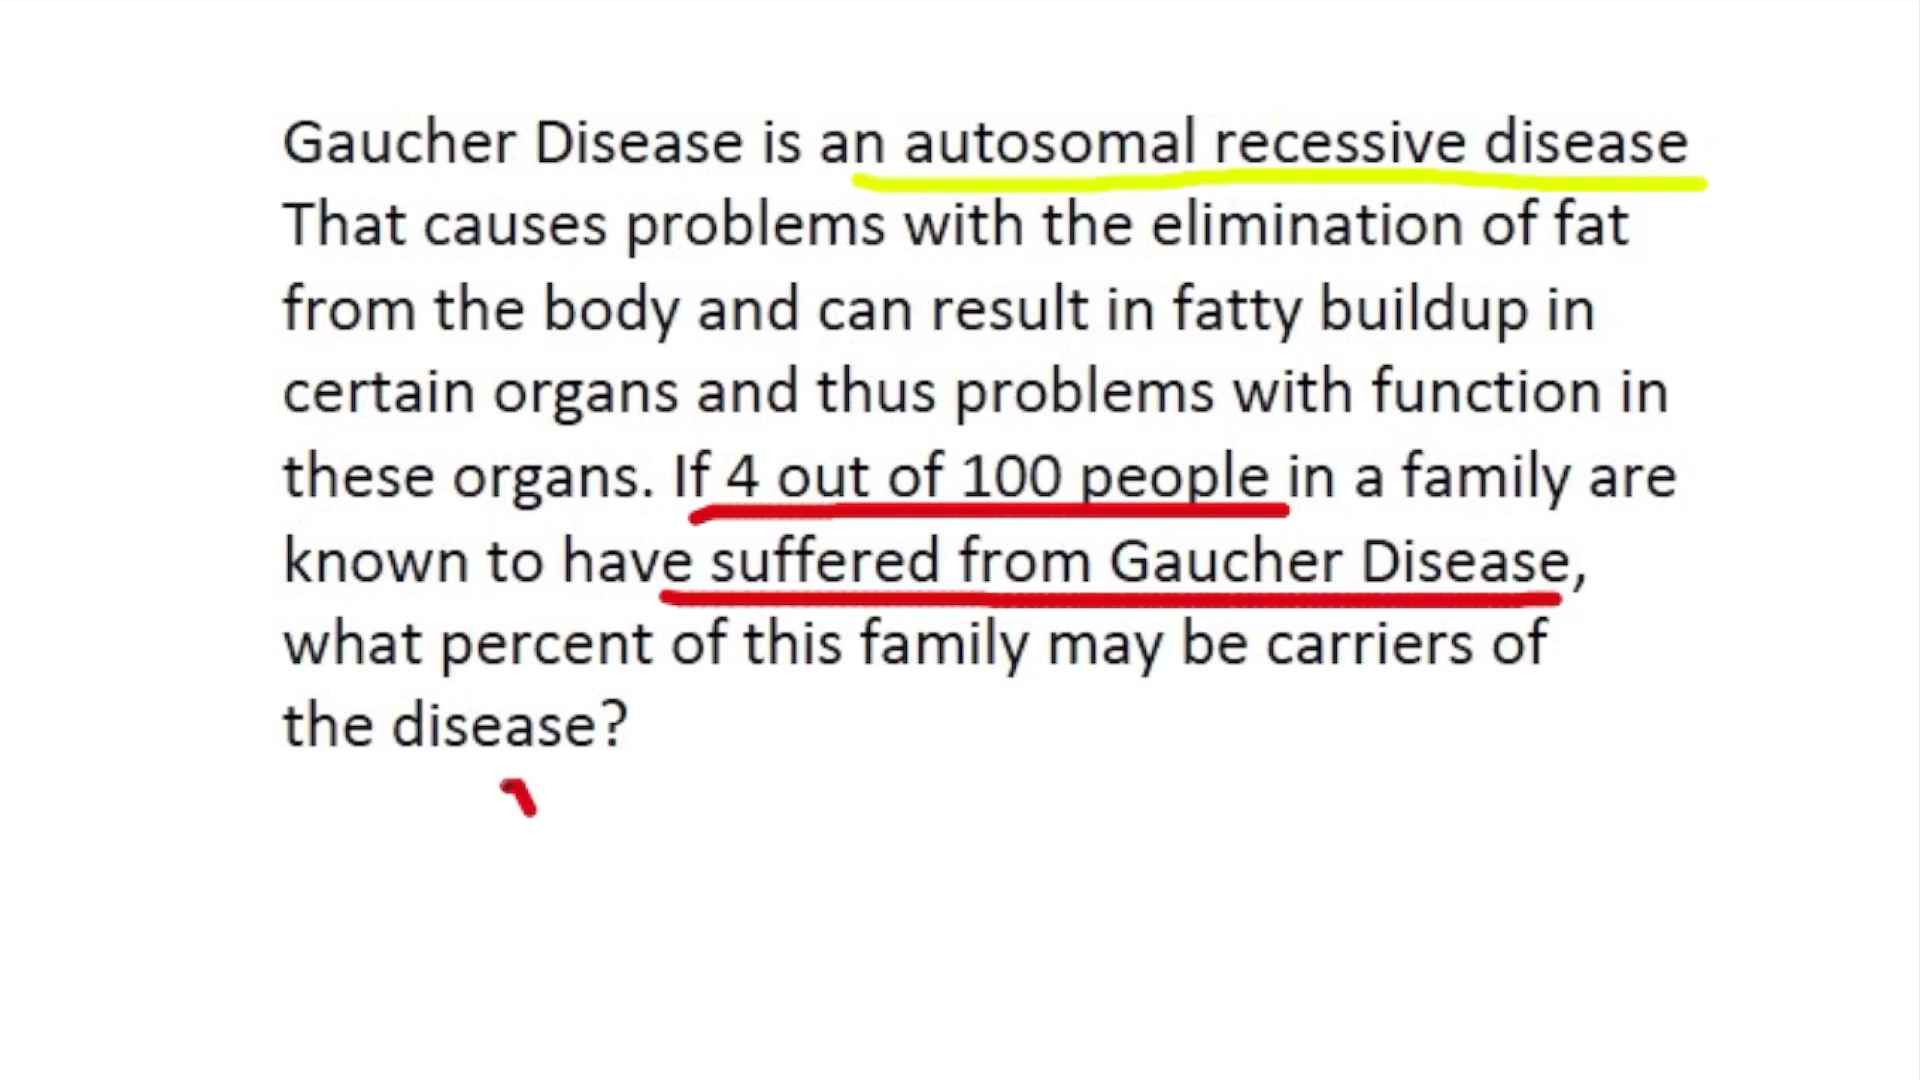 Gaucher Disease is an autosomal recessive disease
That causes problems with the elimination of fat
from the body and can result in fatty buildup in
certain organs and thus problems with function in
these organs. If 4 out of 100 people in a family are
known to have suffered from Gaucher Disease,
what percent of this family may be carriers of
the disease?